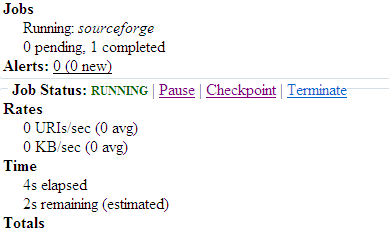 Jobs
Running: sourceforge
0 pending, 1 completed
Alerts: 0 (0 new)
Job Status: RUNNING | Pause | Checkpoint | Terminate
Rates
0 URIs/sec (0 avg)
0 KB/sec (0 avg)
Time
4s elapsed
2s remaining (estimated)
Totals